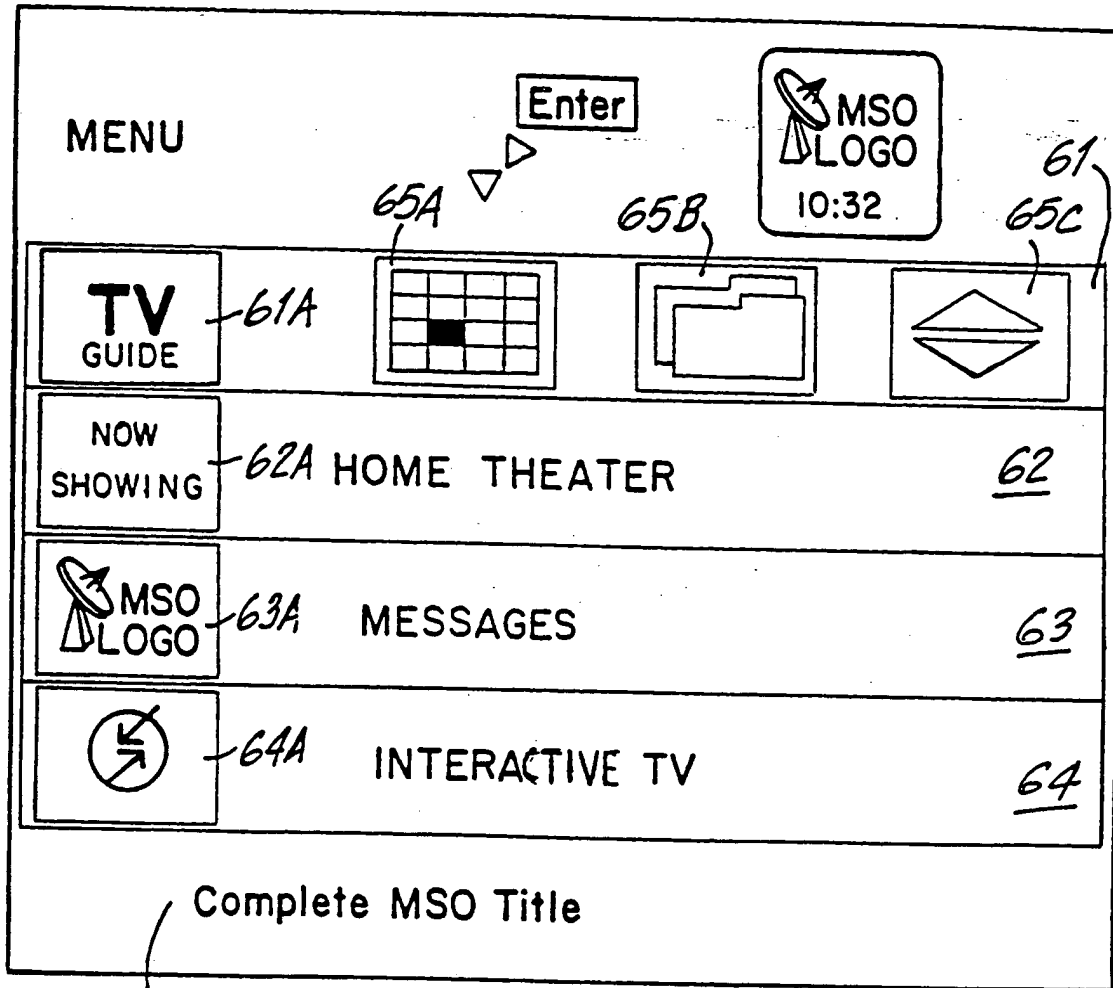 Enter
MENU
MSO
LOGO
10:32
61
65A
65B
65C
TV
GUIDE
61A
NOW
SHOWING
62A
HOME THEATER
62
MSO
LOGO
63A
MESSAGES
63
64A
INTERACTIVE TV
64
Complete MSO Title